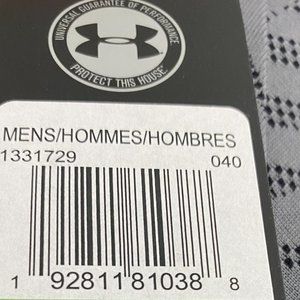 UNIVERSAL GUARANTEE OF PERFORMANCE
PROTECT THIS HOUSE
MENS/HOMMES/HOMBRES
1331729 040
1 92811 81038 8